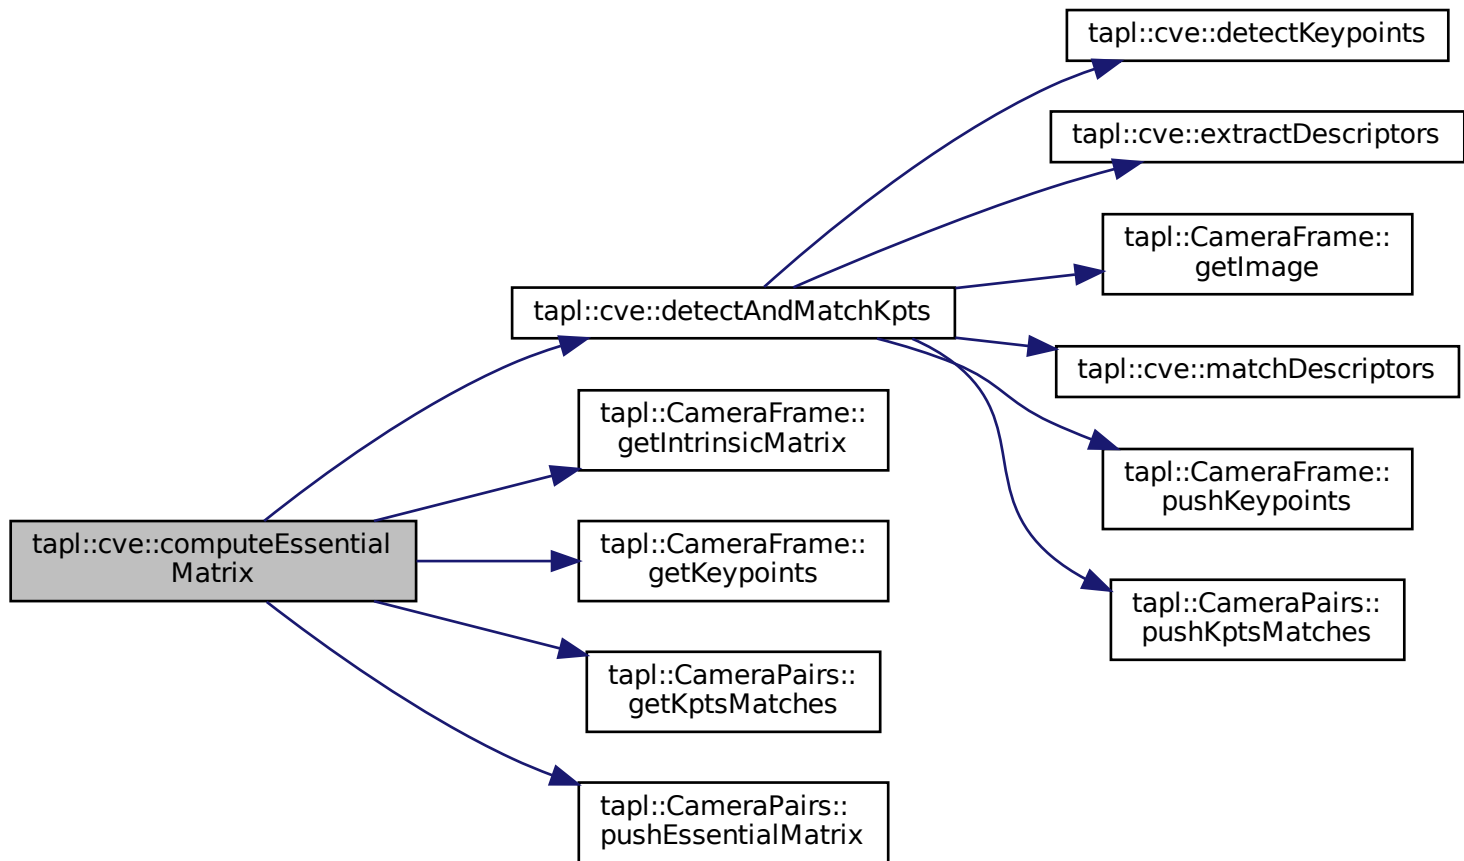 tapl::cve::detectKeypoints
tapl::cve::extractDescriptors
tapl::CameraFrame::
getImage
tapl::cve::detectAndMatchKpts
tapl::cve::matchDescriptors
tapl::CameraFrame::
getIntrinsicMatrix
tapl::CameraFrame::
pushKeypoints
tapl::cve::computeEssential
Matrix
tapl::CameraFrame::
getKeypoints
tapl::CameraPairs::
pushKptsMatches
tapl::CameraPairs::
getKptsMatches
tapl::CameraPairs::
pushEssentialMatrix